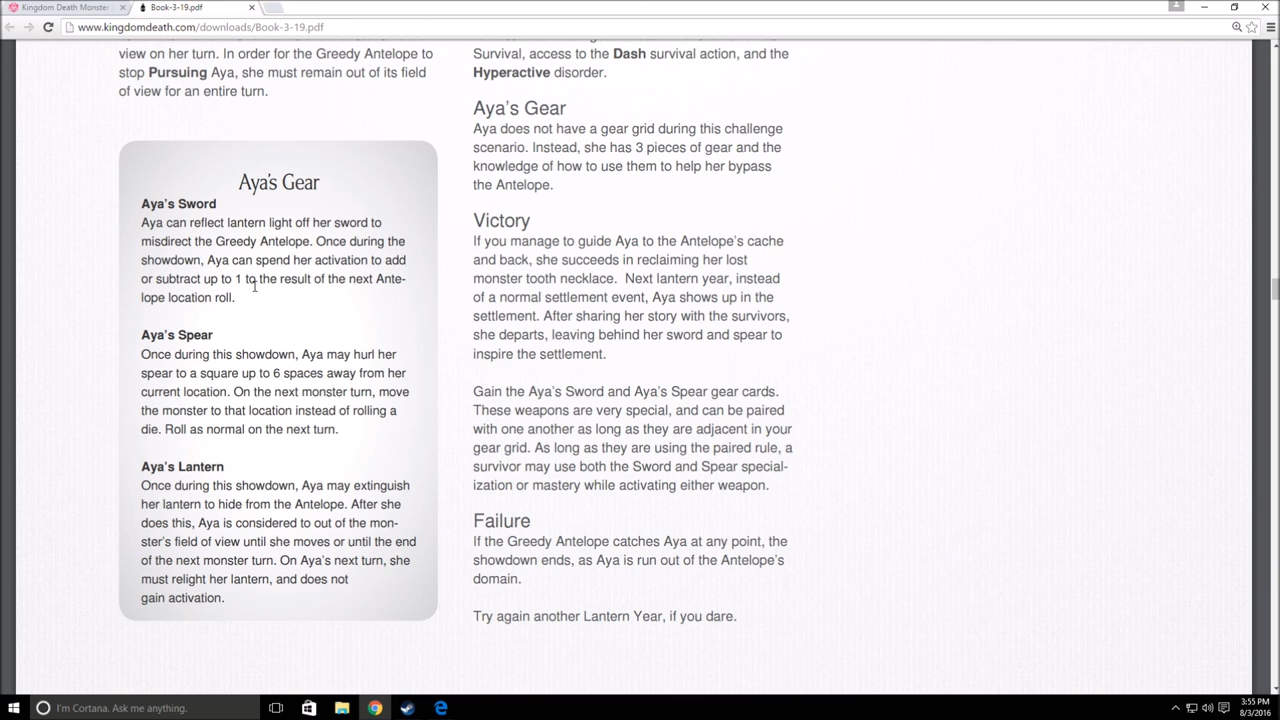 Kingdom Death Monster
Book-3-19.pdf
www.kingdomdeath.com/downloads/Book-3-19.pdf
view on her turn. In order for the Greedy Antelope to
stop Pursuing Aya, she must remain out of its field
of view for an entire turn.
Aya's Gear
Aya's Sword
Aya can reflect lantern light off her sword to
misdirect the Greedy Antelope. Once during the
showdown, Aya can spend her activation to add
or subtract up to 1 to the result of the next Ante-
lope location roll.
Aya's Spear
Once during this showdown, Aya may hurl her
spear to a square up to 6 spaces away from her
current location. On the next monster turn, move
the monster to that location instead of rolling a
die. Roll as normal on the next turn.
Aya's Lantern
Once during this showdown, Aya may extinguish
her lantern to hide from the Antelope. After she
does this, Aya is considered to out of the mon-
ster's field of view until she moves or until the end
of the next monster turn. On Aya's next turn, she
must relight her lantern, and does not
gain activation.
Survival, access to the Dash survival action, and the
Hyperactive disorder.
Aya's Gear
Aya does not have a gear grid during this challenge
scenario. Instead, she has 3 pieces of gear and the
knowledge of how to use them to help her bypass
the Antelope.
Victory
If you manage to guide Aya to the Antelope's cache
and back, she succeeds in reclaiming her lost
monster tooth necklace. Next lantern year, instead
of a normal settlement event, Aya shows up in the
settlement. After sharing her story with the survivors,
she departs, leaving behind her sword and spear to
inspire the settlement.
Gain the Aya's Sword and Aya's Spear gear cards.
These weapons are very special, and can be paired
with one another as long as they are adjacent in your
gear grid. As long as they are using the paired rule, a
survivor may use both the Sword and Spear special-
ization or mastery while activating either weapon.
Failure
If the Greedy Antelope catches Aya at any point, the
showdown ends, as Aya is run out of the Antelope's
domain.
Try again another Lantern Year, if you dare.
I'm Cortana. Ask me anything.
3:55 PM
8/3/2016